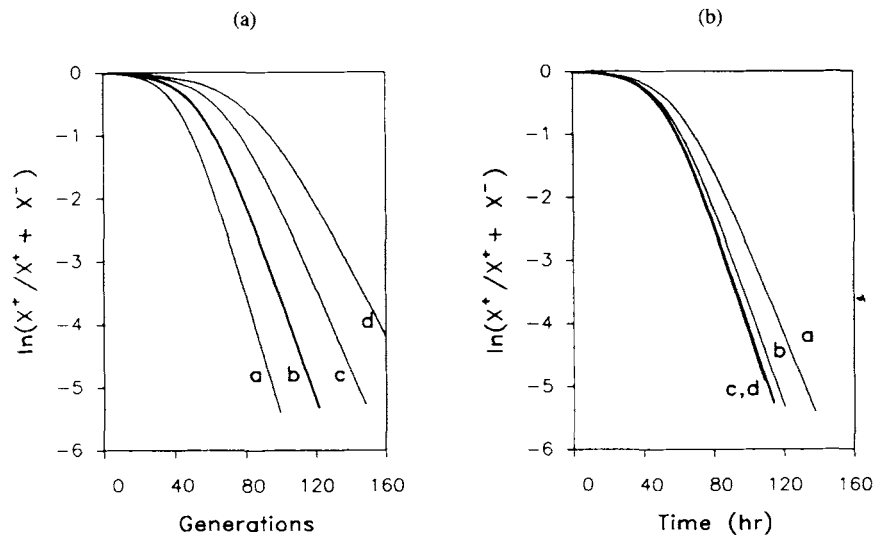 (a)
(b)
ln(X⁺/X⁺ + X⁻)
0
-1
-2
-3
-4
-5
-6
a
b
c
d
0 40 80 120 160
Generations
ln(X⁺/X⁺ + X⁻)
0
-1
-2
-3
-4
-5
-6
a
b
c,d
0 40 80 120 160
Time (hr)